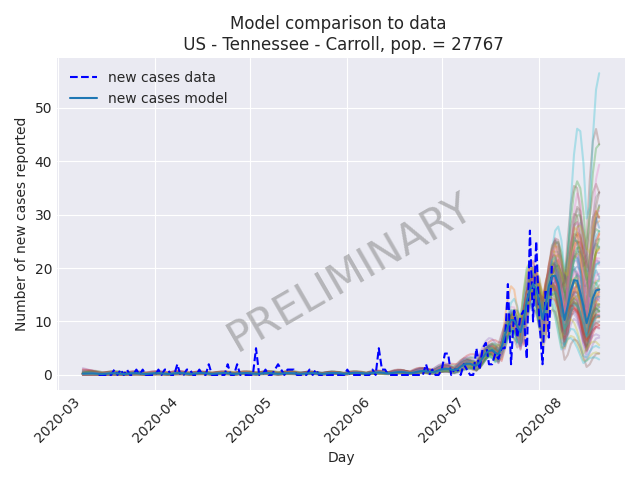 Model comparison to data
US - Tennessee - Carroll, pop. = 27767
new cases data
new cases model
PRELIMINARY
Number of new cases reported
50
40
30
20
10
0
2020-03
2020-04
2020-05
2020-06
2020-07
2020-08
Day